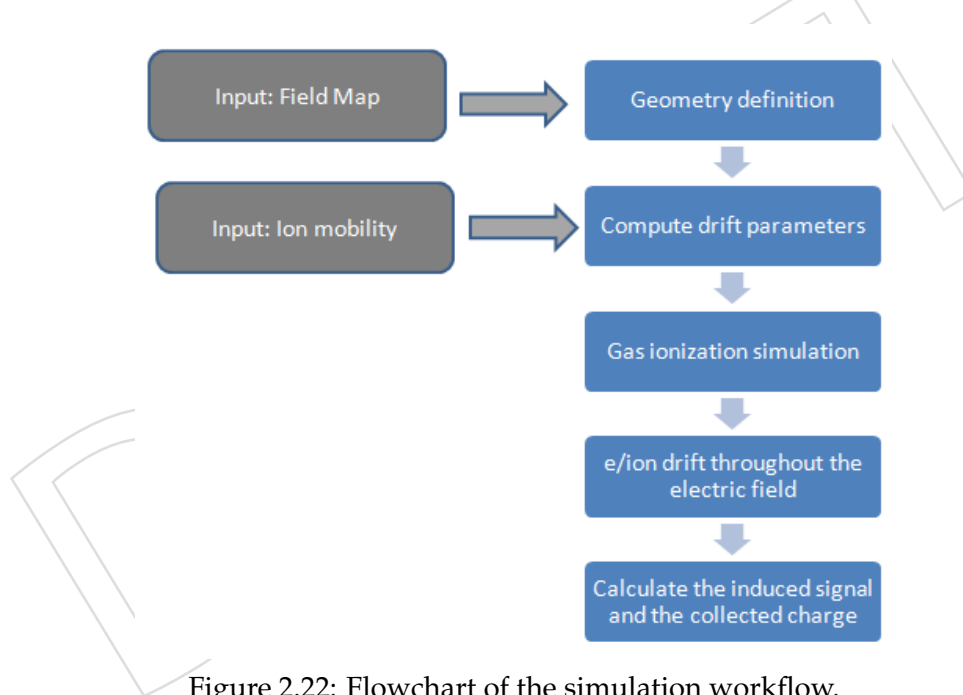 Input: Field Map
Geometry definition
Input: Ion mobility
Compute drift parameters
Gas ionization simulation
e/ion drift throughout the
electric field
Calculate the induced signal
and the collected charge
Figure 2.22: Flowchart of the simulation workflow.